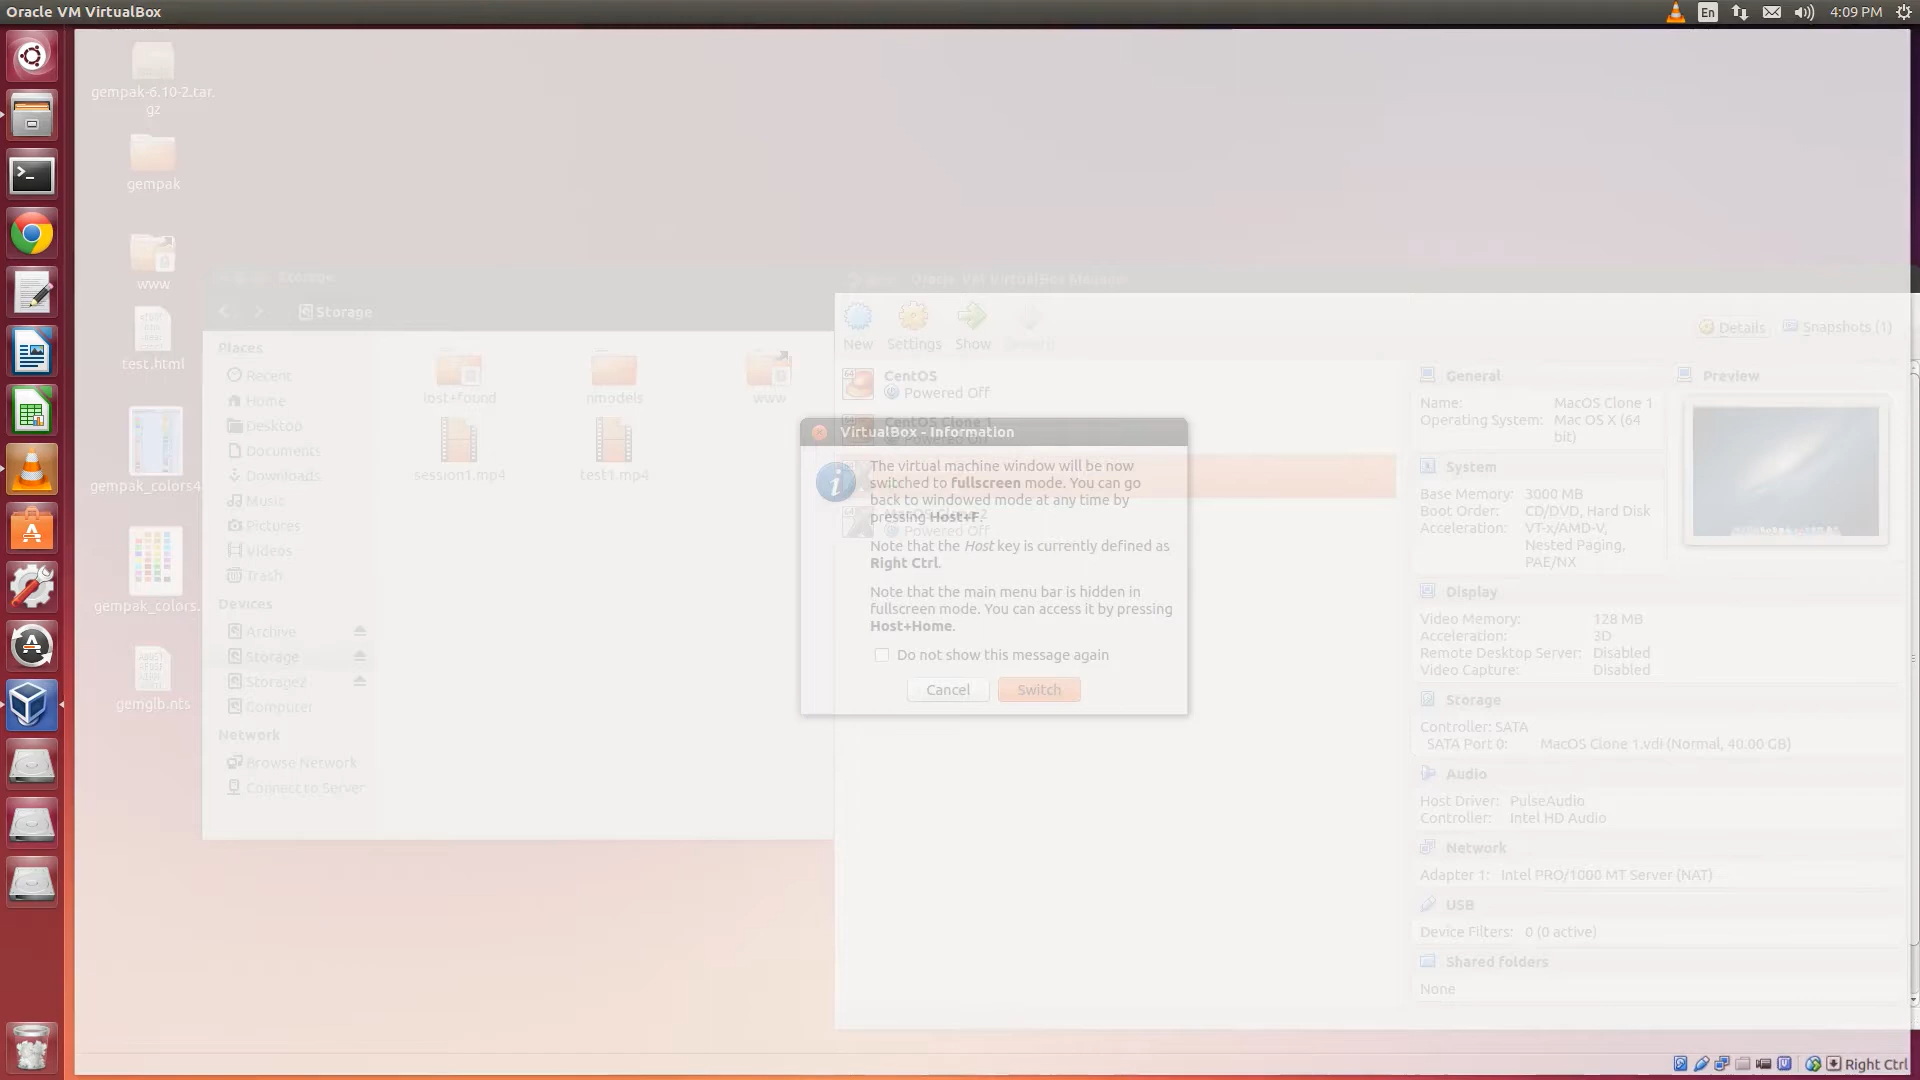 Oracle VM VirtualBox
En
4:09 PM
gempak-6.10-2.tar.
gz
gempak
www
test.html
gempak_colors4
gempak_colors.
gemglb.nts
Storage
Storage
Places
Recent
Home
Desktop
Documents
Downloads
Music
Pictures
Videos
Trash
Devices
Archive
Storage
Storage2
Computer
Network
Browse Network
Connect to Server
lost+found
nmodels
www
session1.mp4
test1.mp4
Oracle VM VirtualBox Manager
New
Settings
Show
Details
Snapshots (1)
CentOS
Powered Off
CentOS Clone 1
Powered Off
MacOS Clone 2
Powered Off
VirtualBox - Information
The virtual machine window will be now
switched to fullscreen mode. You can go
back to windowed mode at any time by
pressing Host+F.
Note that the Host key is currently defined as
Right Ctrl.
Note that the main menu bar is hidden in
fullscreen mode. You can access it by pressing
Host+Home.
Do not show this message again
Cancel
Switch
General
Name: MacOS Clone 1
Operating System: Mac OS X (64
bit)
Preview
System
Base Memory: 3000 MB
Boot Order: CD/DVD, Hard Disk
Acceleration: VT-x/AMD-V,
Nested Paging,
PAE/NX
Display
Video Memory: 128 MB
Acceleration: 3D
Remote Desktop Server: Disabled
Video Capture: Disabled
Storage
Controller: SATA
SATA Port 0: MacOS Clone 1.vdi (Normal, 40.00 GB)
Audio
Host Driver: PulseAudio
Controller: Intel HD Audio
Network
Adapter 1: Intel PRO/1000 MT Server (NAT)
USB
Device Filters: 0 (0 active)
Shared folders
None
Right Ctrl